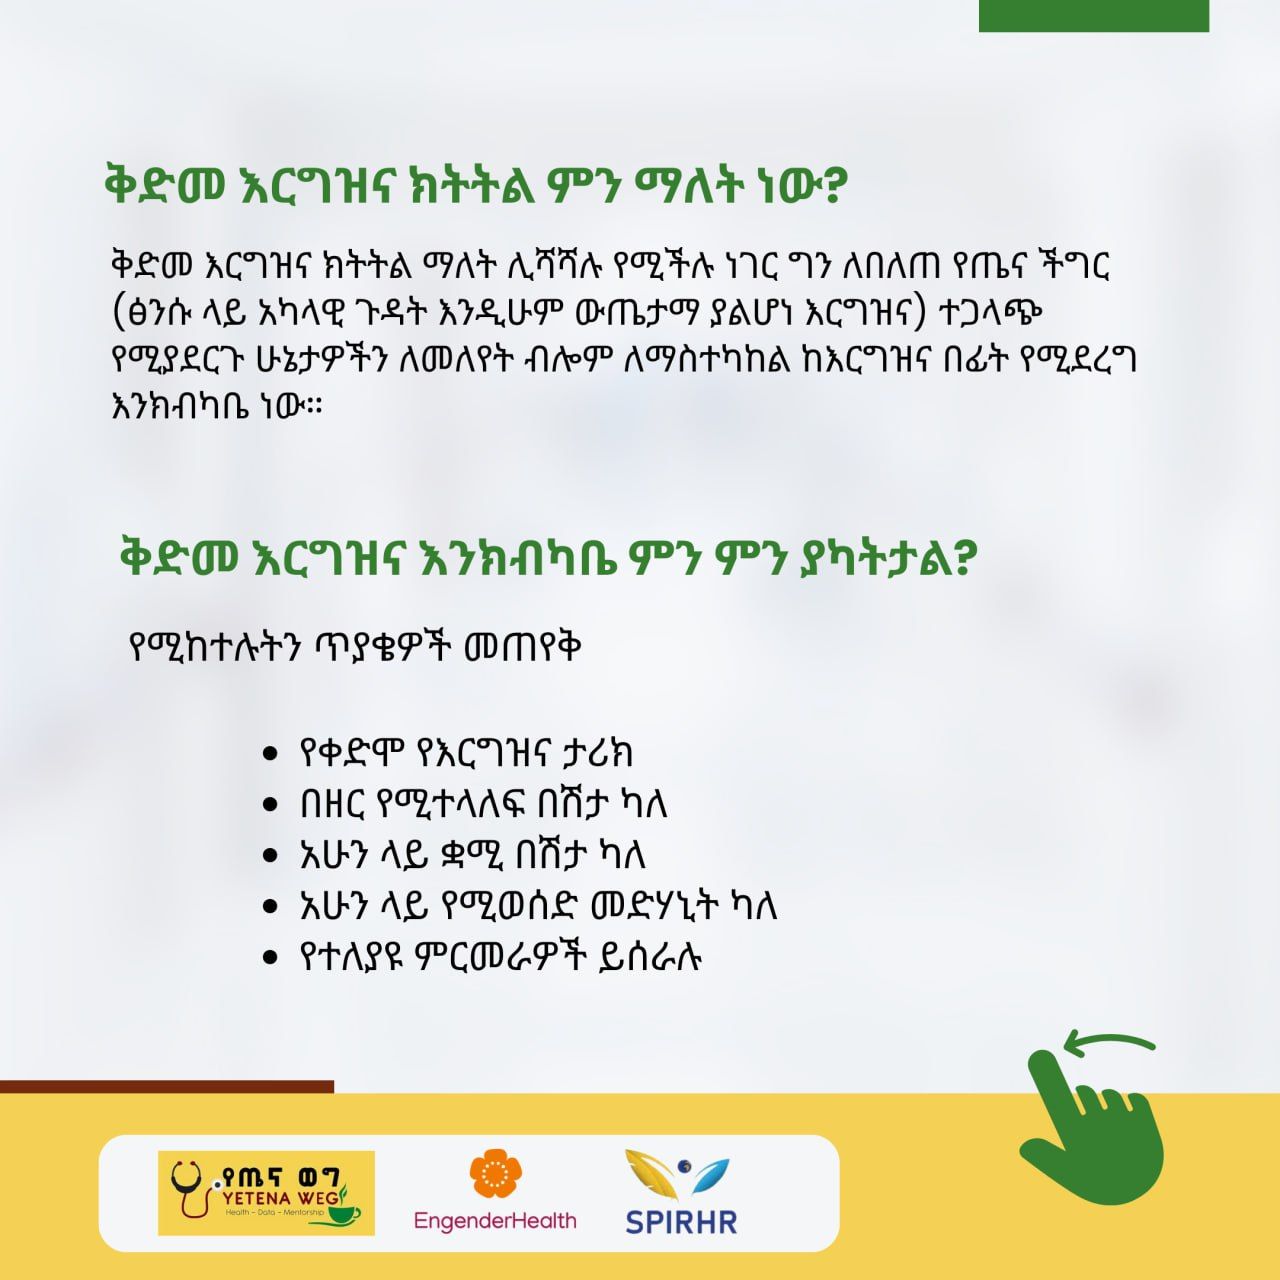 ቅድመ እርግዝና ክትትል ምን ማለት ነው?
ቅድመ እርግዝና ክትትል ማለት ሊሻሻሉ የሚችሉ ነገር ግን ለበለጠ የጤና ችግር
(ፅንሱ ላይ አካላዊ ጉዳት እንዲሁም ውጤታማ ያልሆነ እርግዝና) ተጋላጭ
የሚያደርጉ ሁኔታዎችን ለመለየት ብሎም ለማስተካከል ከእርግዝና በፊት የሚደረግ
እንክብካቤ ነው።
ቅድመ እርግዝና እንክብካቤ ምን ምን ያካትታል?
የሚከተሉትን ጥያቄዎች መጠየቅ
• የቀድሞ የእርግዝና ታሪክ
• በዘር የሚተላለፍ በሽታ ካለ
• አሁን ላይ ቋሚ በሽታ ካለ
• አሁን ላይ የሚወሰድ መድሃኒት ካለ
• የተለያዩ ምርመራዎች ይሰራሉ
የጤና ወግ
YETENA WEG
Health - Data - Mentorship
EngenderHealth
SPIRHR